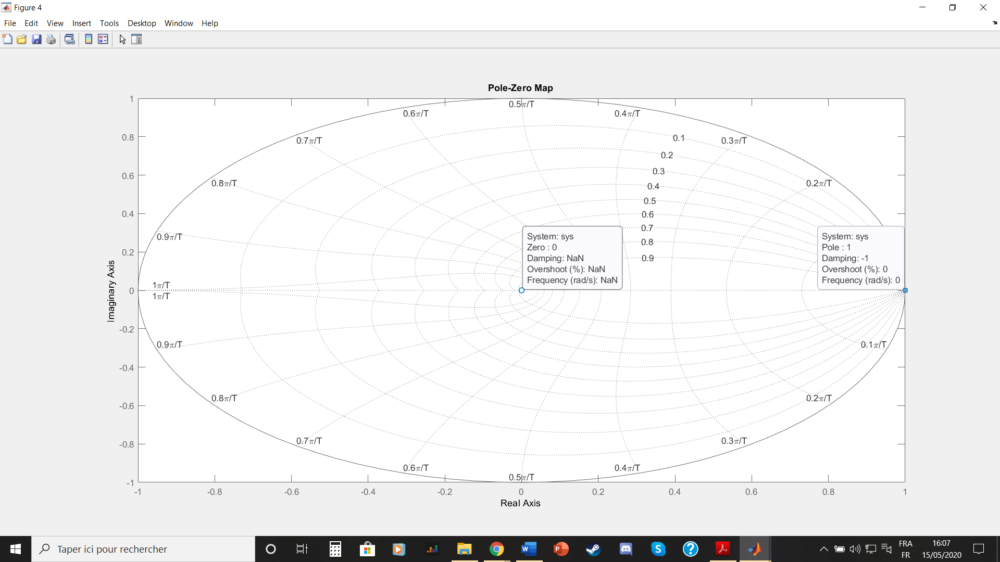 Figure 4
File Edit View Insert Tools Desktop Window Help
Pole-Zero Map
1
0.8
0.6
0.4
0.2
0
-0.2
-0.4
-0.6
-0.8
-1
Imaginary Axis
0.5π/T
0.6π/T
0.4π/T
0.7π/T
0.1
0.3π/T
0.2
0.3
0.8π/T
0.4
0.2π/T
0.5
0.6
0.7
0.9π/T
0.8
0.9
System: sys
Zero : 0
Damping: NaN
Overshoot (%): NaN
Frequency (rad/s): NaN
System: sys
Pole : 1
Damping: -1
Overshoot (%): 0
Frequency (rad/s): 0
1π/T
1π/T
0.9π/T
0.1π/T
0.8π/T
0.2π/T
0.7π/T
0.3π/T
0.6π/T
0.4π/T
0.5π/T
-1 -0.8 -0.6 -0.4 -0.2 0 0.2 0.4 0.6 0.8 1
Real Axis
Taper ici pour rechercher
FRA
FR
16:07
15/05/2020